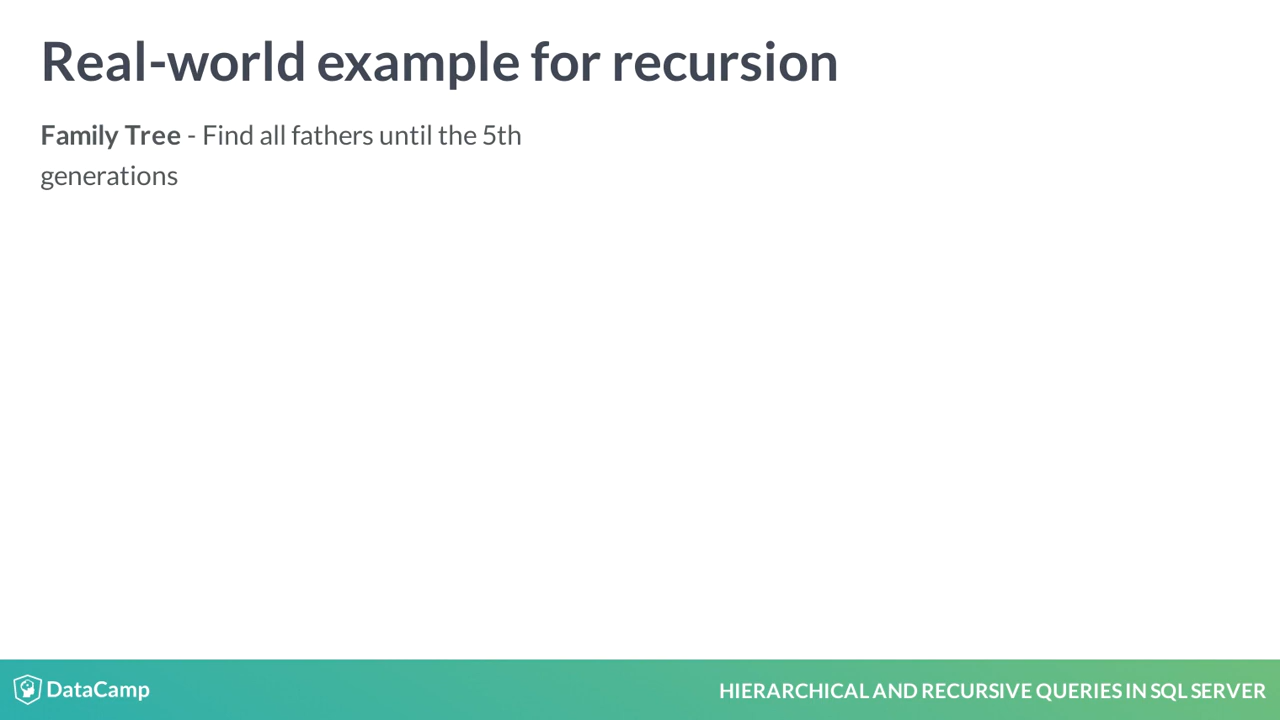 Real-world example for recursion
Family Tree - Find all fathers until the 5th
generations
DataCamp
HIERARCHICAL AND RECURSIVE QUERIES IN SQL SERVER